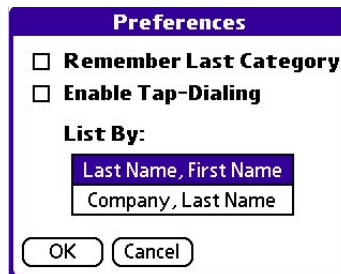 Preferences
Remember Last Category
Enable Tap-Dialing
List By:
Last Name, First Name
Company, Last Name
OK Cancel